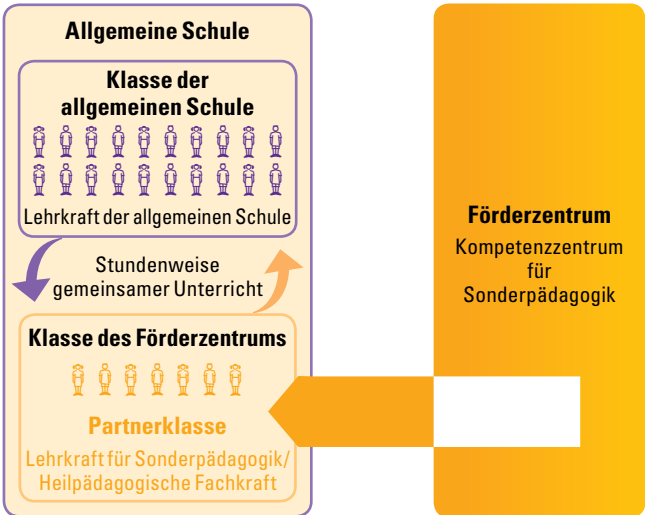 Allgemeine Schule
Klasse der
allgemeinen Schule
Lehrkraft der allgemeinen Schule
Stundenweise
gemeinsamer Unterricht
Klasse des Förderzentrums
Partnerklasse
Lehrkraft für Sonderpädagogik/
Heilpädagogische Fachkraft
Förderzentrum
Kompetenzzentrum
für
Sonderpädagogik